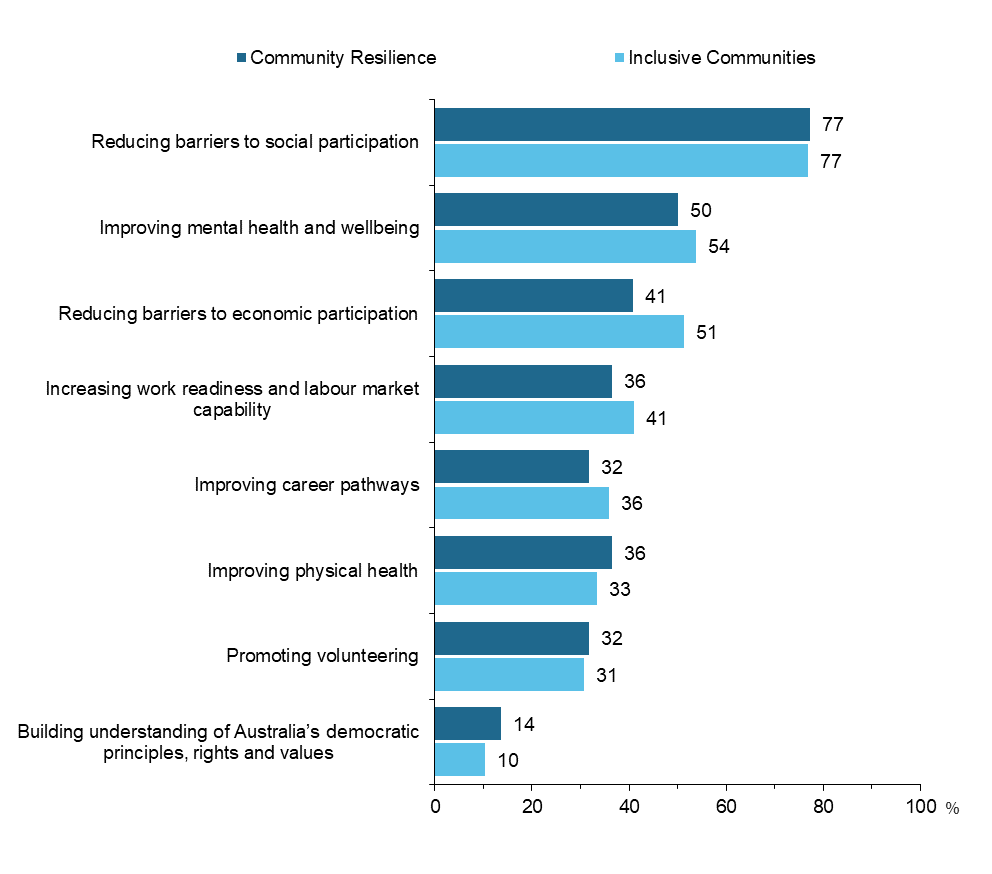 Community Resilience
Inclusive Communities
Reducing barriers to social participation
77
77
Improving mental health and wellbeing
50
54
Reducing barriers to economic participation
41
51
Increasing work readiness and labour market
capability
36
41
Improving career pathways
32
36
Improving physical health
36
33
Promoting volunteering
32
31
Building understanding of Australia’s democratic
principles, rights and values
14
10
0 20 40 60 80 100 %